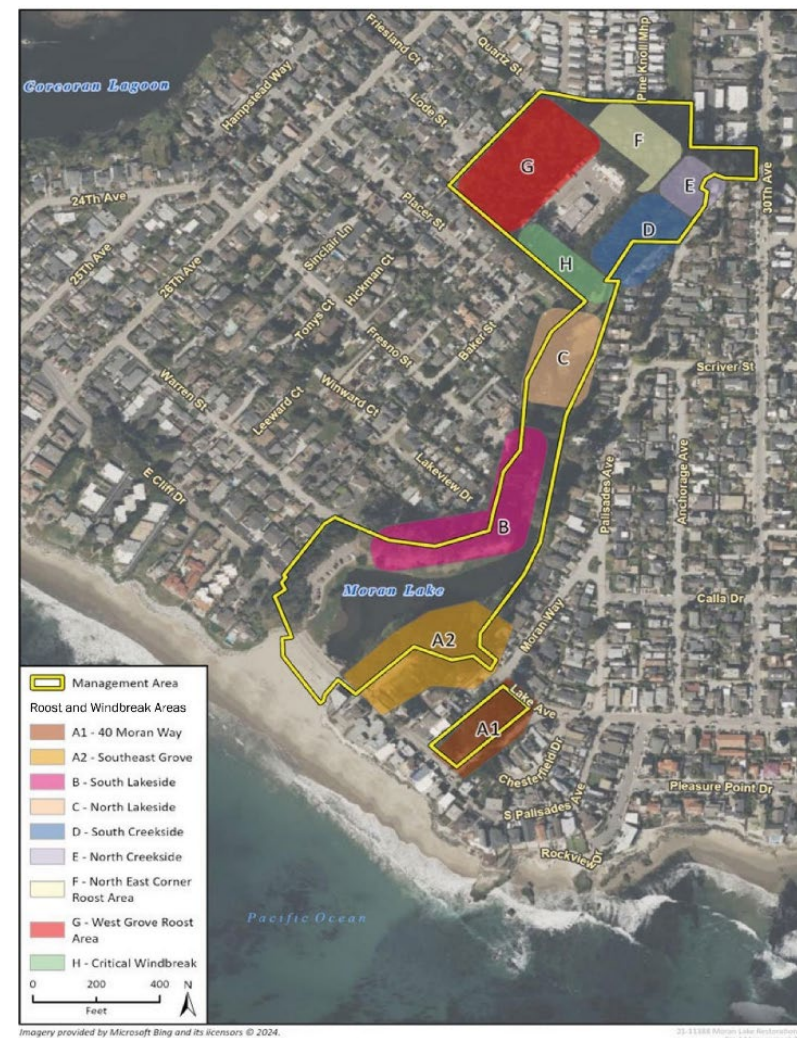 Friesland Ct
Quartz St
Pine Knoll Mhp
Corcoran Lagoon
Hampstead Way
Lode St
F
G
E
30Th Ave
24Th Ave
Placer St
D
25Th Ave
26Th Ave
Sinclair Ln
Hickman Ct
H
Tonys Ct
Fresno St
Baker St
C
Scriver St
Warren St
Leeward Ct
Winward Ct
Lakeview Dr
Palisades Ave
Anchorage Ave
E Cliff Dr
B
Moran Lake
Calla Dr
A2
Moran Way
Lake Ave
A1
Chesterfield Dr
Pleasure Point Dr
S Palisades Ave
Rockview Dr
Pacific Ocean
Management Area
Roost and Windbreak Areas
A1 - 40 Moran Way
A2 - Southeast Grove
B - South Lakeside
C - North Lakeside
D - South Creekside
E - North Creekside
F - North East Corner
Roost Area
G - West Grove Roost
Area
H - Critical Windbreak
0 200 400 N
Feet
Imagery provided by Microsoft Bing and its licensors © 2024.
21-11388 Moran Lake Restoration